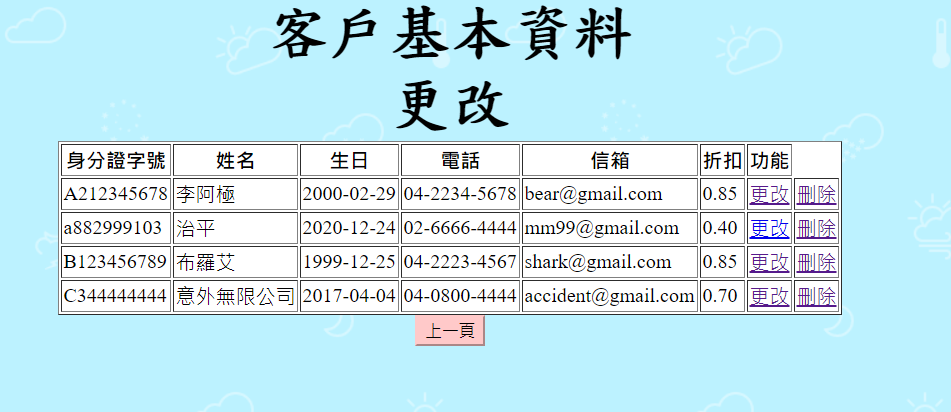 客戶基本資料
更改
身分證字號 姓名 生日 電話 信箱 折扣 功能
A212345678 李阿極 2000-02-29 04-2234-5678 bear@gmail.com 0.85 更改 刪除
a882999103 治平 2020-12-24 02-6666-4444 mm99@gmail.com 0.40 更改 刪除
B123456789 布羅艾 1999-12-25 04-2223-4567 shark@gmail.com 0.85 更改 刪除
C344444444 意外無限公司 2017-04-04 04-0800-4444 accident@gmail.com 0.70 更改 刪除
上一頁